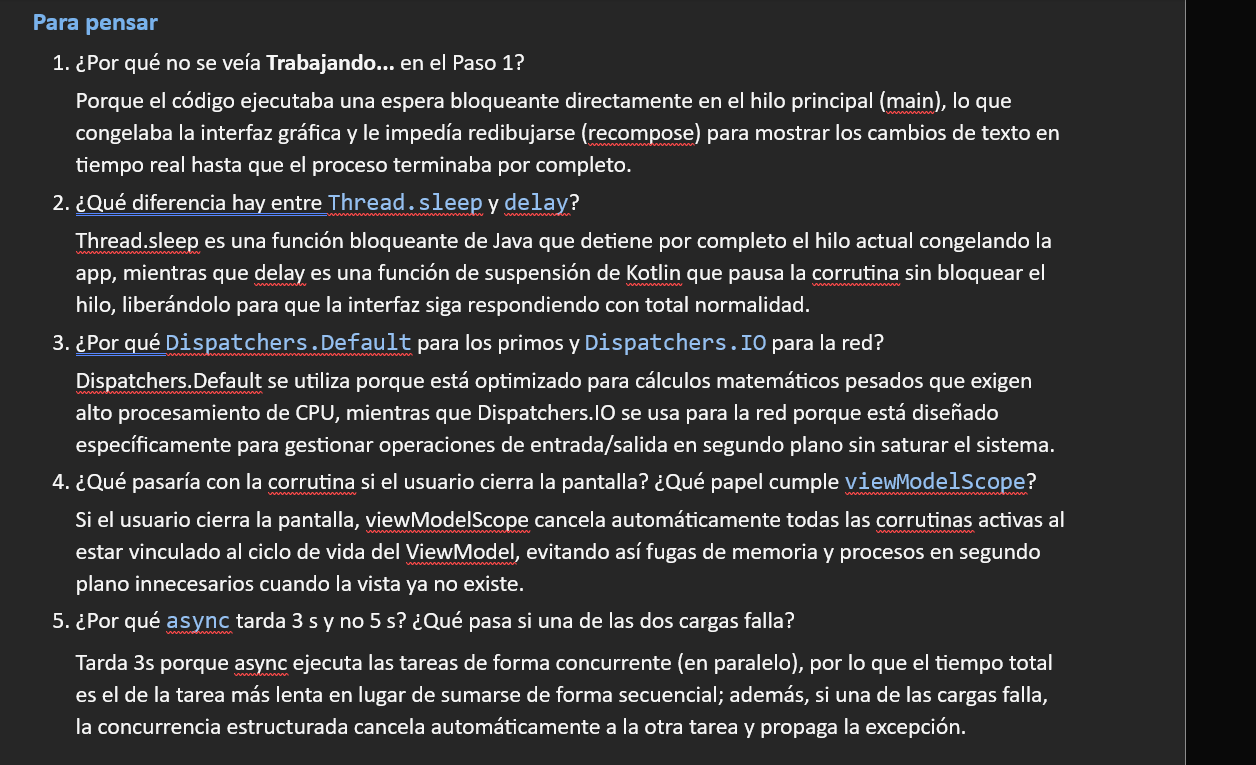 Para pensar
1. ¿Por qué no se veía Trabajando... en el Paso 1?
Porque el código ejecutaba una espera bloqueante directamente en el hilo principal (main), lo que
congelaba la interfaz gráfica y le impedía redibujarse (recompose) para mostrar los cambios de texto en
tiempo real hasta que el proceso terminaba por completo.
2. ¿Qué diferencia hay entre Thread.sleep y delay?
Thread.sleep es una función bloqueante de Java que detiene por completo el hilo actual congelando la
app, mientras que delay es una función de suspensión de Kotlin que pausa la corrutina sin bloquear el
hilo, liberándolo para que la interfaz siga respondiendo con total normalidad.
3. ¿Por qué Dispatchers.Default para los primos y Dispatchers.IO para la red?
Dispatchers.Default se utiliza porque está optimizado para cálculos matemáticos pesados que exigen
alto procesamiento de CPU, mientras que Dispatchers.IO se usa para la red porque está diseñado
específicamente para gestionar operaciones de entrada/salida en segundo plano sin saturar el sistema.
4. ¿Qué pasaría con la corrutina si el usuario cierra la pantalla? ¿Qué papel cumple viewModelScope?
Si el usuario cierra la pantalla, viewModelScope cancela automáticamente todas las corrutinas activas al
estar vinculado al ciclo de vida del ViewModel, evitando así fugas de memoria y procesos en segundo
plano innecesarios cuando la vista ya no existe.
5. ¿Por qué async tarda 3 s y no 5 s? ¿Qué pasa si una de las dos cargas falla?
Tarda 3s porque async ejecuta las tareas de forma concurrente (en paralelo), por lo que el tiempo total
es el de la tarea más lenta en lugar de sumarse de forma secuencial; además, si una de las cargas falla,
la concurrencia estructurada cancela automáticamente a la otra tarea y propaga la excepción.